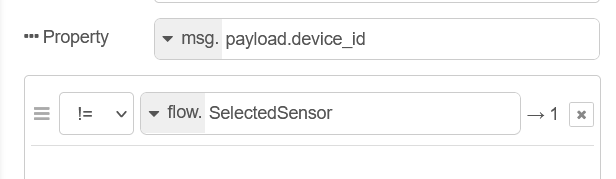 Property msg. payload.device_id
!= flow. SelectedSensor → 1 ×